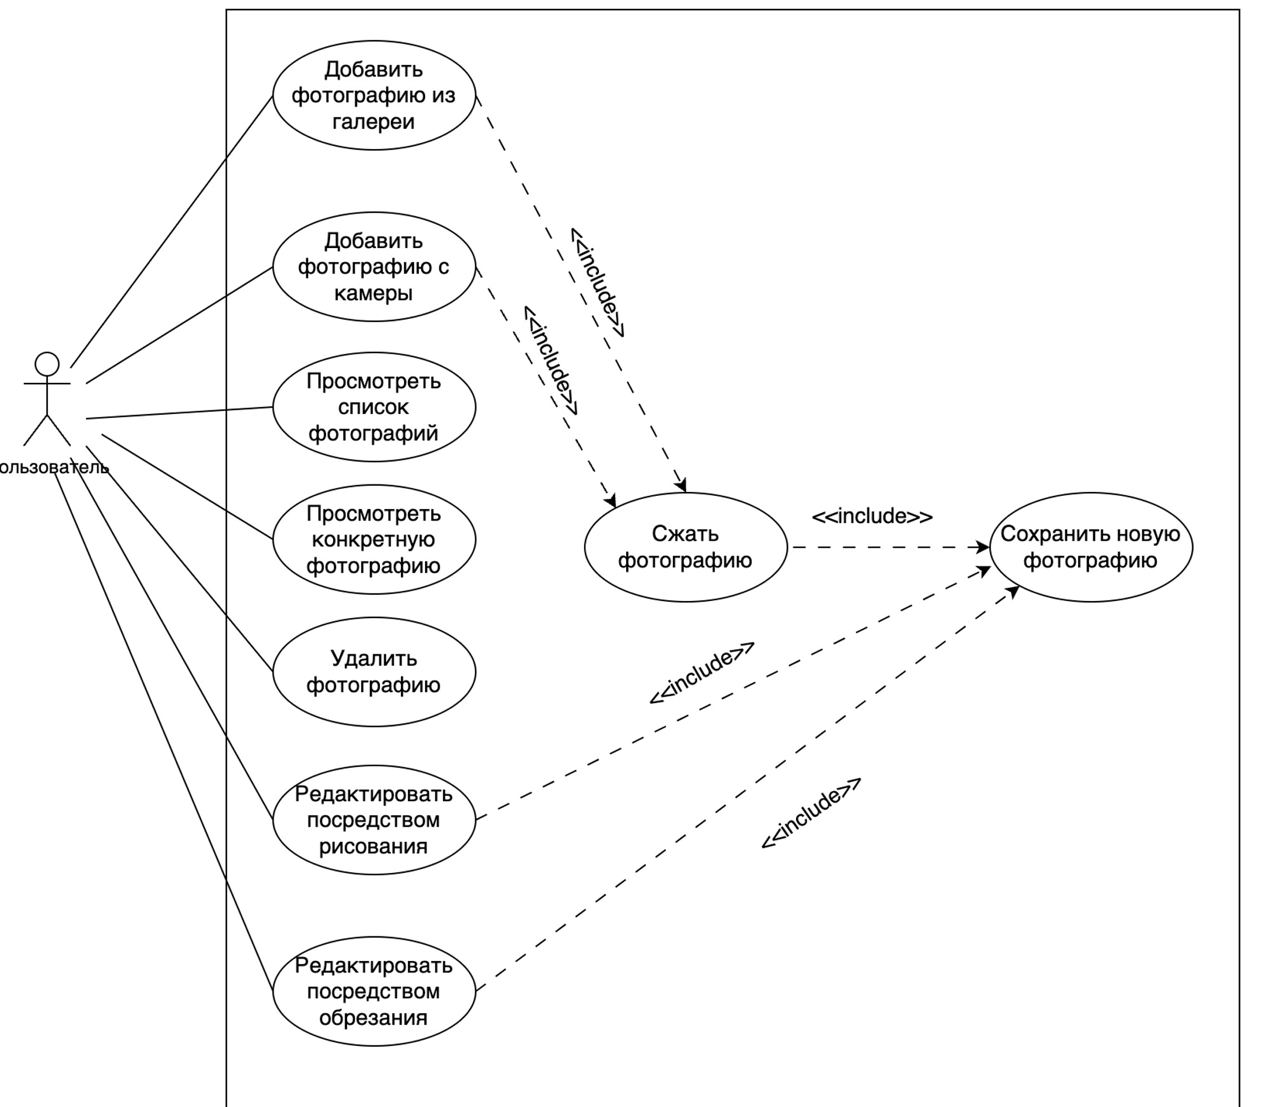 Добавить
фотографию из
галереи
Добавить
фотографию с
камеры
<<include>>
<<include>>
Просмотреть
список
фотографий
ользователь
Просмотреть
конкретную
фотографию
Сжать
фотографию
<<include>>
Сохранить новую
фотографию
Удалить
фотографию
<<include>>
Редактировать
посредством
рисования
<<include>>
Редактировать
посредством
обрезания